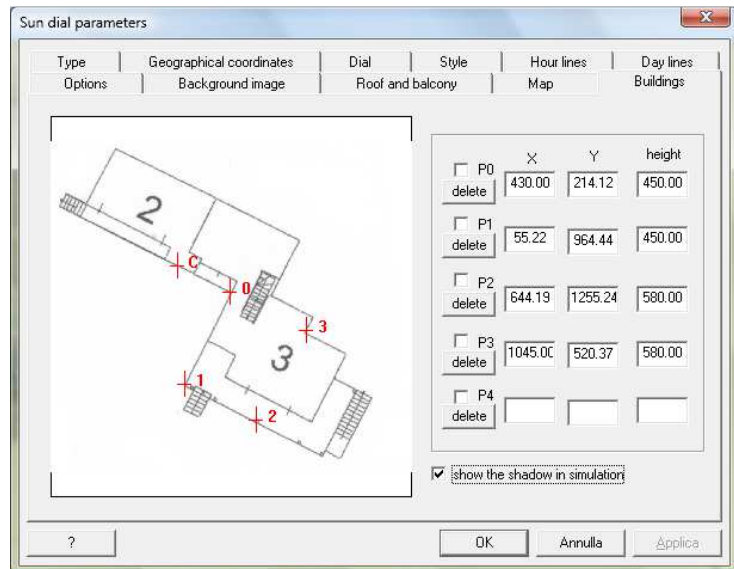 Sun dial parameters
Type Geographical coordinates Dial Style Hour lines Day lines
Options Background image Roof and balcony Map Buildings
X Y height
P0
delete 430.00 214.12 450.00
P1
delete 55.22 964.44 450.00
P2
delete 644.19 1255.24 580.00
P3
delete 1045.00 520.37 580.00
P4
delete
2
C
0
3
3
1
2
show the shadow in simulation
? OK Annulla Applica